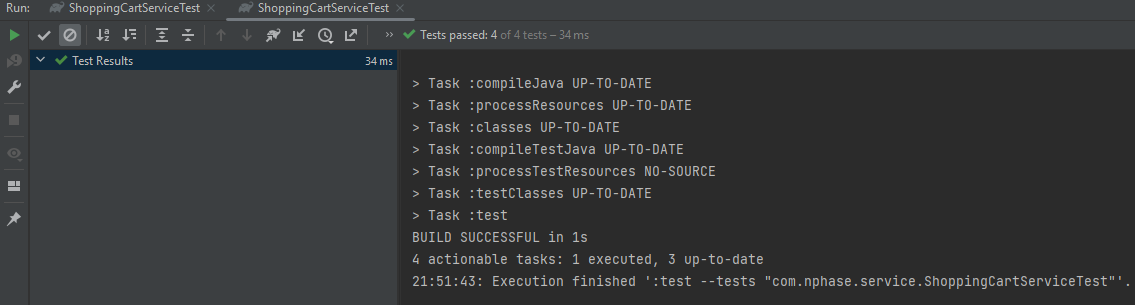 Run: ShoppingCartServiceTest ShoppingCartServiceTest
Tests passed: 4 of 4 tests – 34 ms
Test Results 34 ms
> Task :compileJava UP-TO-DATE
> Task :processResources UP-TO-DATE
> Task :classes UP-TO-DATE
> Task :compileTestJava UP-TO-DATE
> Task :processTestResources NO-SOURCE
> Task :testClasses UP-TO-DATE
> Task :test
BUILD SUCCESSFUL in 1s
4 actionable tasks: 1 executed, 3 up-to-date
21:51:43: Execution finished ':test --tests "com.nphase.service.ShoppingCartServiceTest"'.